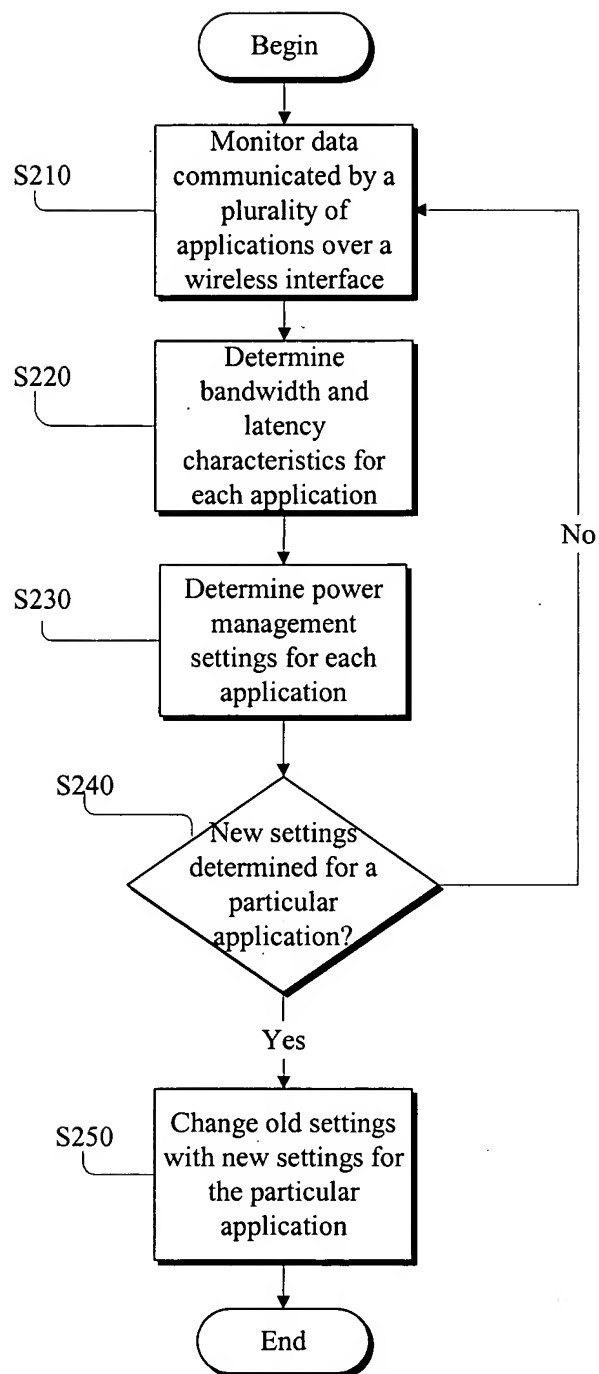 Begin
S210
Monitor data
communicated by a
plurality of
applications over a
wireless interface
S220
Determine
bandwidth and
latency
characteristics for
each application
No
S230
Determine power
management
settings for each
application
S240
New settings
determined for a
particular
application?
Yes
S250
Change old settings
with new settings for
the particular
application
End